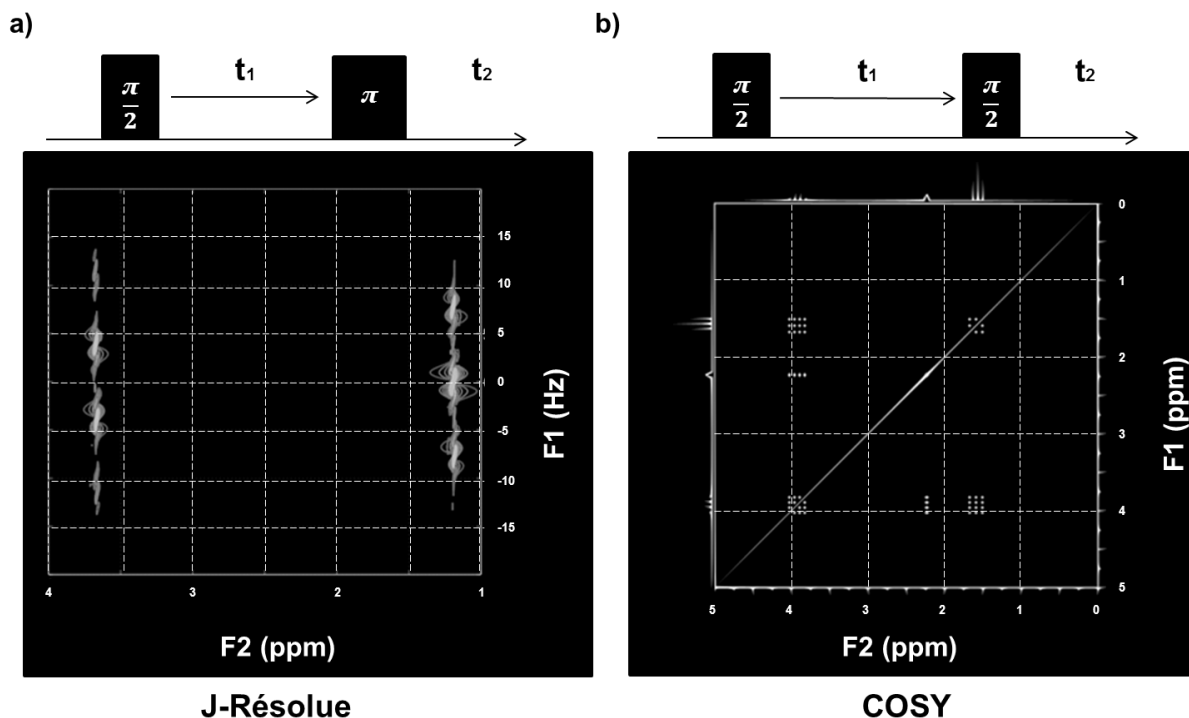 a)
π/2
t1
π
t2
15
10
5
0
-5
-10
-15
F1 (Hz)
4
3
2
1
F2 (ppm)
J-Résolue
b)
π/2
t1
π/2
t2
0
1
2
3
4
5
F1 (ppm)
5
4
3
2
1
0
F2 (ppm)
COSY